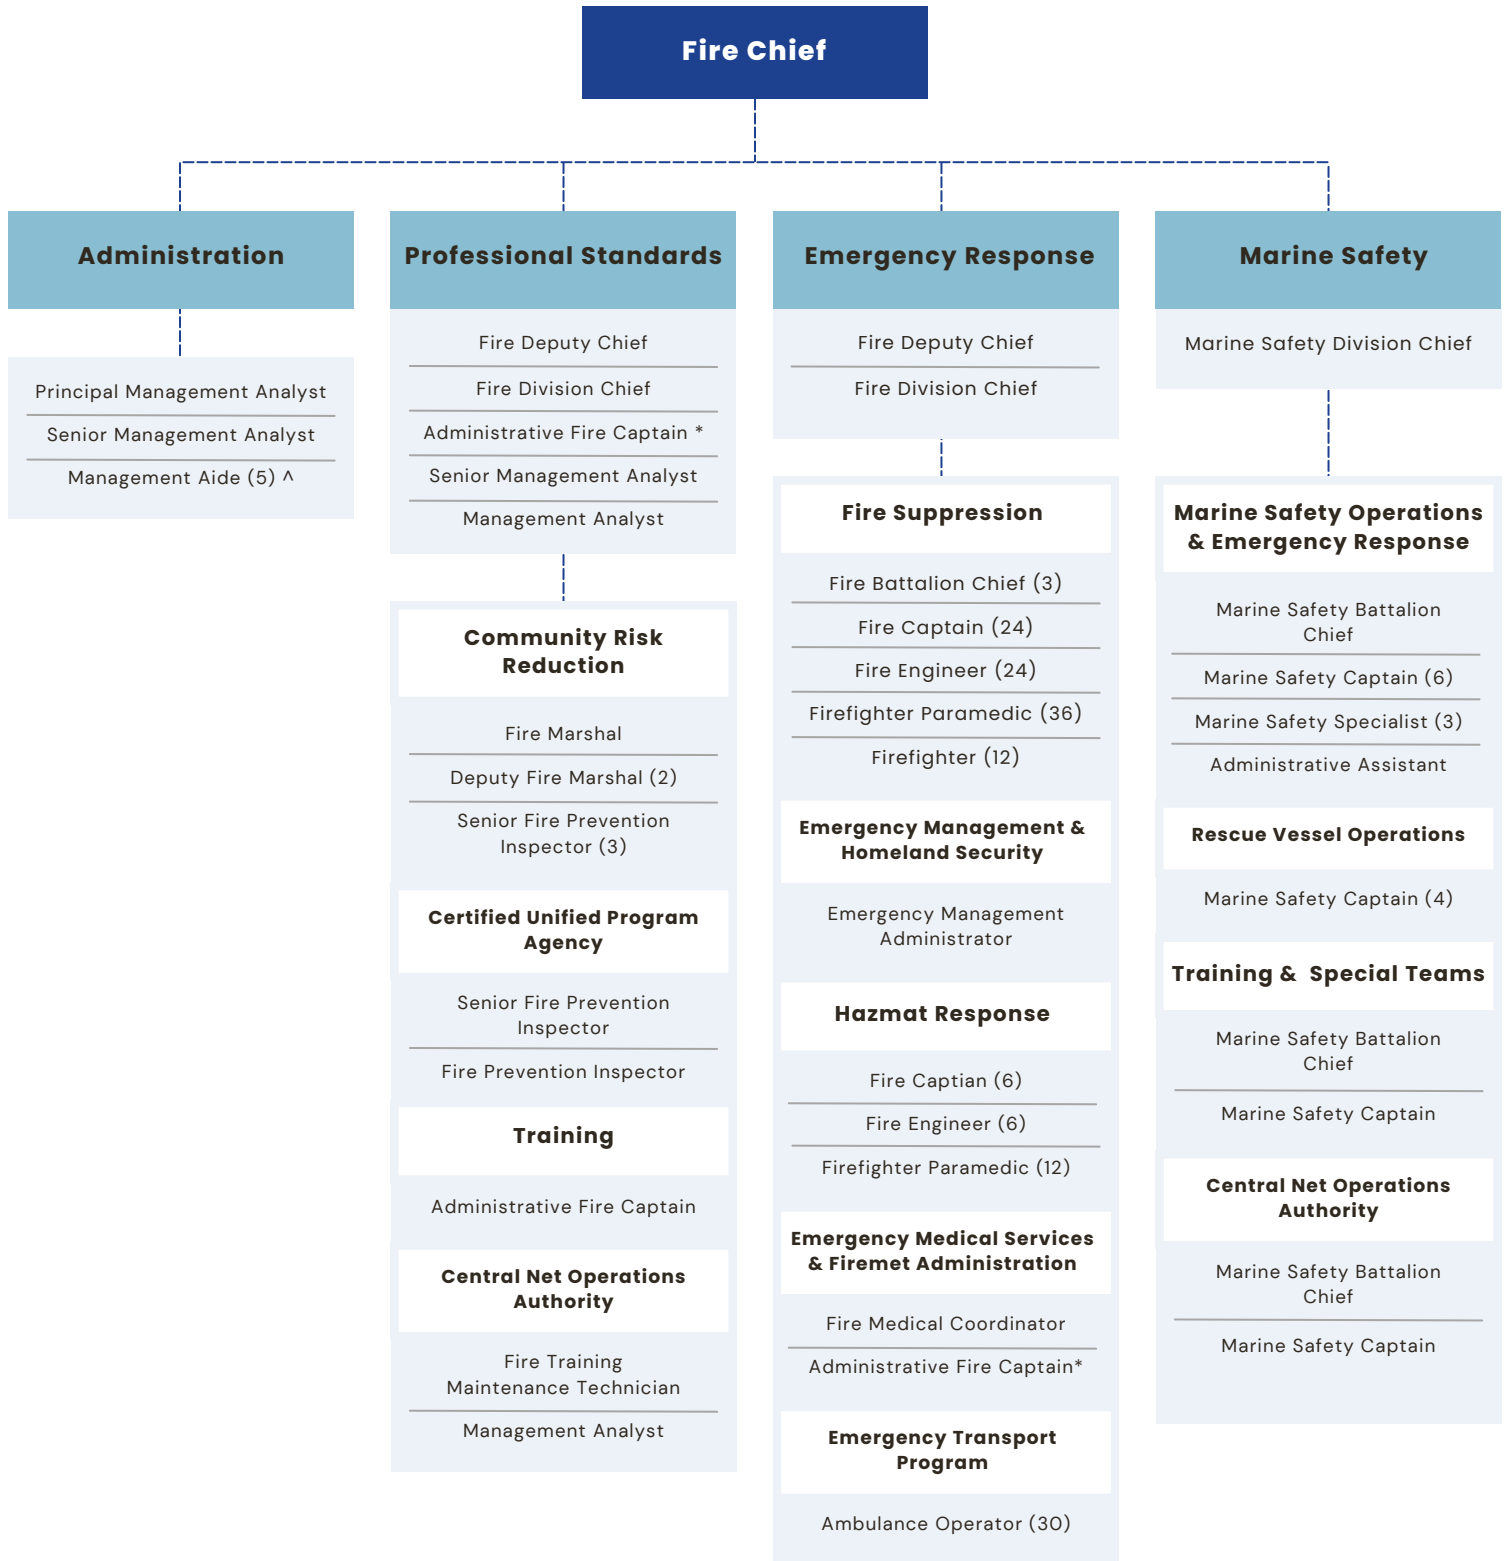 Fire Chief
Administration
Principal Management Analyst
Senior Management Analyst
Management Aide (5) ^
Professional Standards
Fire Deputy Chief
Fire Division Chief
Administrative Fire Captain *
Senior Management Analyst
Management Analyst
Community Risk
Reduction
Fire Marshal
Deputy Fire Marshal (2)
Senior Fire Prevention
Inspector (3)
Certified Unified Program
Agency
Senior Fire Prevention
Inspector
Fire Prevention Inspector
Training
Administrative Fire Captain
Central Net Operations
Authority
Fire Training
Maintenance Technician
Management Analyst
Emergency Response
Fire Deputy Chief
Fire Division Chief
Fire Suppression
Fire Battalion Chief (3)
Fire Captain (24)
Fire Engineer (24)
Firefighter Paramedic (36)
Firefighter (12)
Emergency Management &
Homeland Security
Emergency Management
Administrator
Hazmat Response
Fire Captian (6)
Fire Engineer (6)
Firefighter Paramedic (12)
Emergency Medical Services
& Firemet Administration
Fire Medical Coordinator
Administrative Fire Captain*
Emergency Transport
Program
Ambulance Operator (30)
Marine Safety
Marine Safety Division Chief
Marine Safety Operations
& Emergency Response
Marine Safety Battalion
Chief
Marine Safety Captain (6)
Marine Safety Specialist (3)
Administrative Assistant
Rescue Vessel Operations
Marine Safety Captain (4)
Training & Special Teams
Marine Safety Battalion
Chief
Marine Safety Captain
Central Net Operations
Authority
Marine Safety Battalion
Chief
Marine Safety Captain